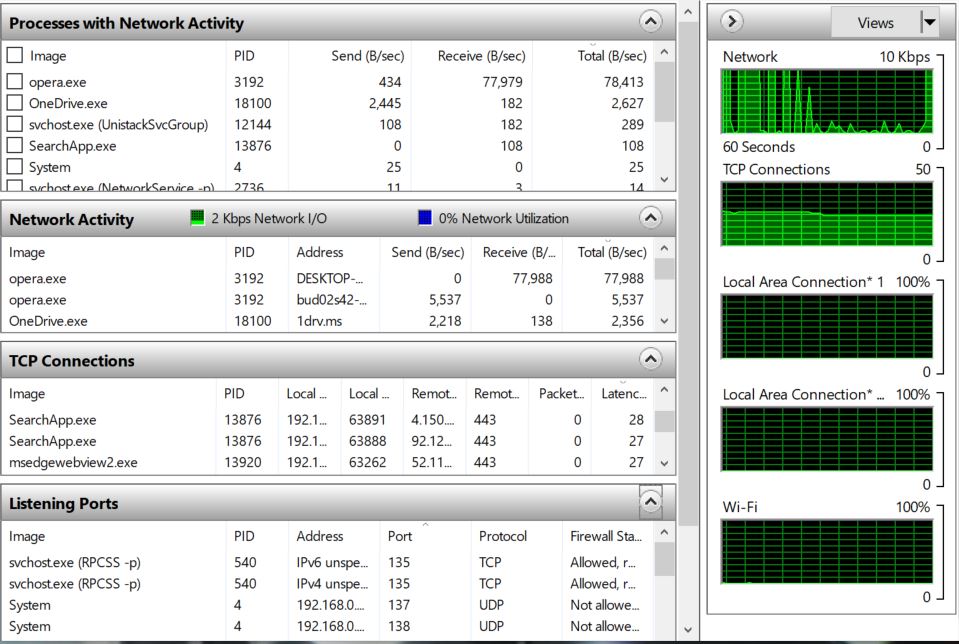 Processes with Network Activity
Image PID Send (B/sec) Receive (B/sec) Total (B/sec)
opera.exe 3192 434 77,979 78,413
OneDrive.exe 18100 2,445 182 2,627
svchost.exe (UnistackSvcGroup) 12144 108 182 289
SearchApp.exe 13876 0 108 108
System 4 25 0 25
svchost.exe (NetworkService -p) 2736 11 3 14
Network Activity 2 Kbps Network I/O 0% Network Utilization
Image PID Address Send (B/sec) Receive (B/... Total (B/sec)
opera.exe 3192 DESKTOP-... 0 77,988 77,988
opera.exe 3192 bud02s42-... 5,537 0 5,537
OneDrive.exe 18100 1drv.ms 2,218 138 2,356
TCP Connections
Image PID Local ... Local ... Remot... Remot... Packet... Latenc...
SearchApp.exe 13876 192.1... 63891 4.150.... 443 0 28
SearchApp.exe 13876 192.1... 63888 92.12... 443 0 27
msedgewebview2.exe 13920 192.1... 63262 52.11... 443 0 27
Listening Ports
Image PID Address Port Protocol Firewall Sta...
svchost.exe (RPCSS -p) 540 IPv6 unspe... 135 TCP Allowed, r...
svchost.exe (RPCSS -p) 540 IPv4 unspe... 135 TCP Allowed, r...
System 4 192.168.0.... 137 UDP Not allowe...
System 4 192.168.0.... 138 UDP Not allowe...
Views
Network 10 Kbps
60 Seconds 0
TCP Connections 50
0
Local Area Connection* 1 100%
0
Local Area Connection* ... 100%
0
Wi-Fi 100%
0